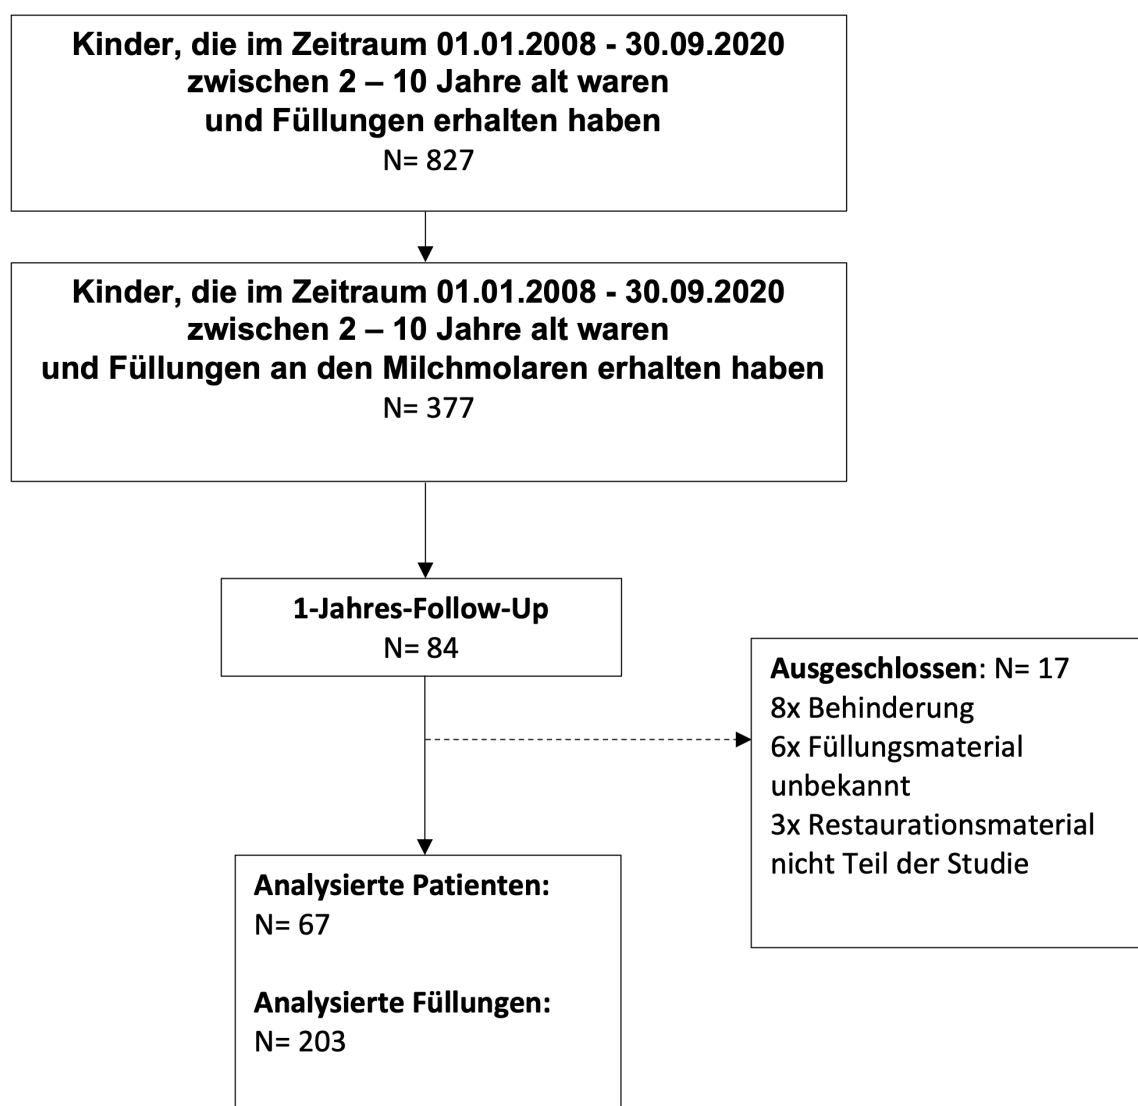 Kinder, die im Zeitraum 01.01.2008 - 30.09.2020
zwischen 2 – 10 Jahre alt waren
und Füllungen erhalten haben
N= 827
Kinder, die im Zeitraum 01.01.2008 - 30.09.2020
zwischen 2 – 10 Jahre alt waren
und Füllungen an den Milchmolaren erhalten haben
N= 377
1-Jahres-Follow-Up
N= 84
Ausgeschlossen: N= 17
8x Behinderung
6x Füllungsmaterial
unbekannt
3x Restaurationsmaterial
nicht Teil der Studie
Analysierte Patienten:
N= 67
Analysierte Füllungen:
N= 203